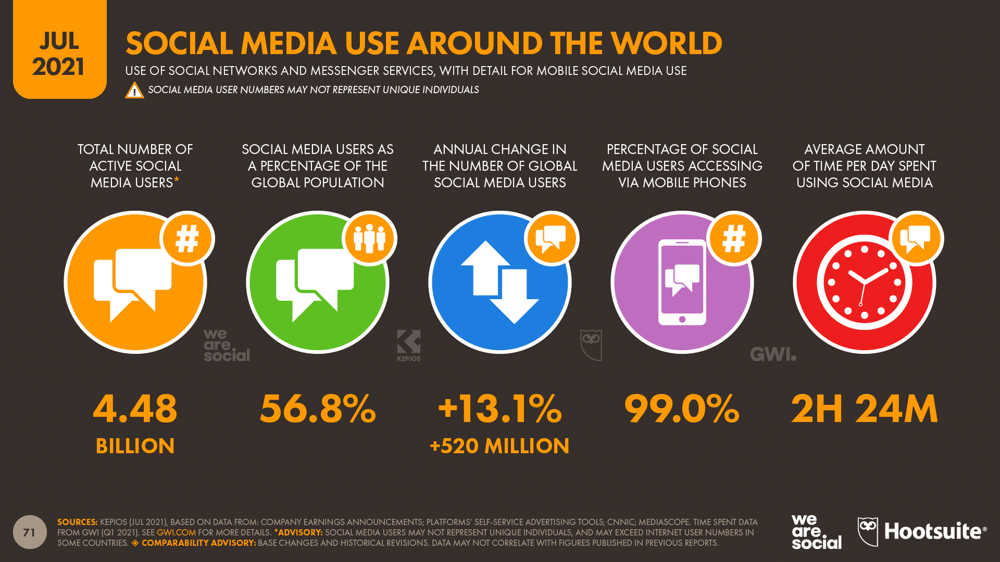 JUL
2021
SOCIAL MEDIA USE AROUND THE WORLD
USE OF SOCIAL NETWORKS AND MESSENGER SERVICES, WITH DETAIL FOR MOBILE SOCIAL MEDIA USE
SOCIAL MEDIA USER NUMBERS MAY NOT REPRESENT UNIQUE INDIVIDUALS
TOTAL NUMBER OF
ACTIVE SOCIAL
MEDIA USERS*
SOCIAL MEDIA USERS AS
A PERCENTAGE OF THE
GLOBAL POPULATION
ANNUAL CHANGE IN
THE NUMBER OF GLOBAL
SOCIAL MEDIA USERS
PERCENTAGE OF SOCIAL
MEDIA USERS ACCESSING
VIA MOBILE PHONES
AVERAGE AMOUNT
OF TIME PER DAY SPENT
USING SOCIAL MEDIA
#
#
we
are
social
KEPIOS
GWI.
4.48
BILLION
56.8%
+13.1%
+520 MILLION
99.0%
2H 24M
71
SOURCES: KEPIOS (JUL 2021), BASED ON DATA FROM: COMPANY EARNINGS ANNOUNCEMENTS; PLATFORMS' SELF-SERVICE ADVERTISING TOOLS; CNNIC; MEDIASCOPE. TIME SPENT DATA
FROM GWI (Q1 2021). SEE GWI.COM FOR MORE DETAILS. *ADVISORY: SOCIAL MEDIA USERS MAY NOT REPRESENT UNIQUE INDIVIDUALS, AND MAY EXCEED INTERNET USER NUMBERS IN
SOME COUNTRIES. ◈ COMPARABILITY ADVISORY: BASE CHANGES AND HISTORICAL REVISIONS. DATA MAY NOT CORRELATE WITH FIGURES PUBLISHED IN PREVIOUS REPORTS.
we
are
social
Hootsuite®